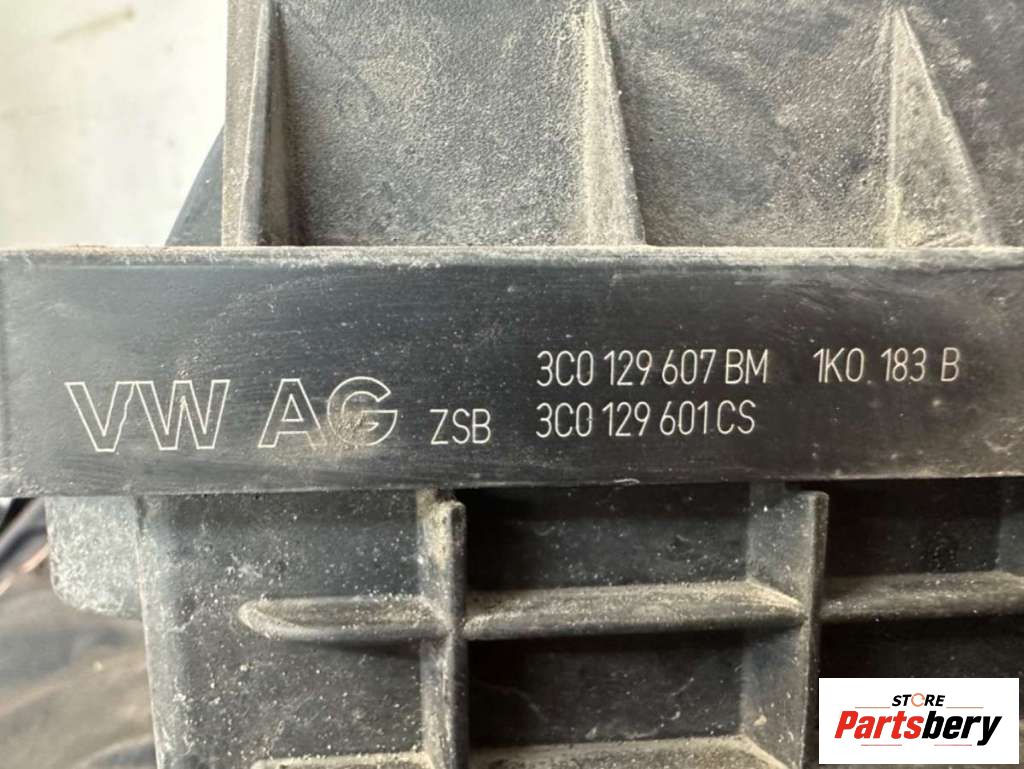 3C0 129 607 BM 1K0 183 B
VW AG ZSB 3C0 129 601 CS
STORE
Partsbery